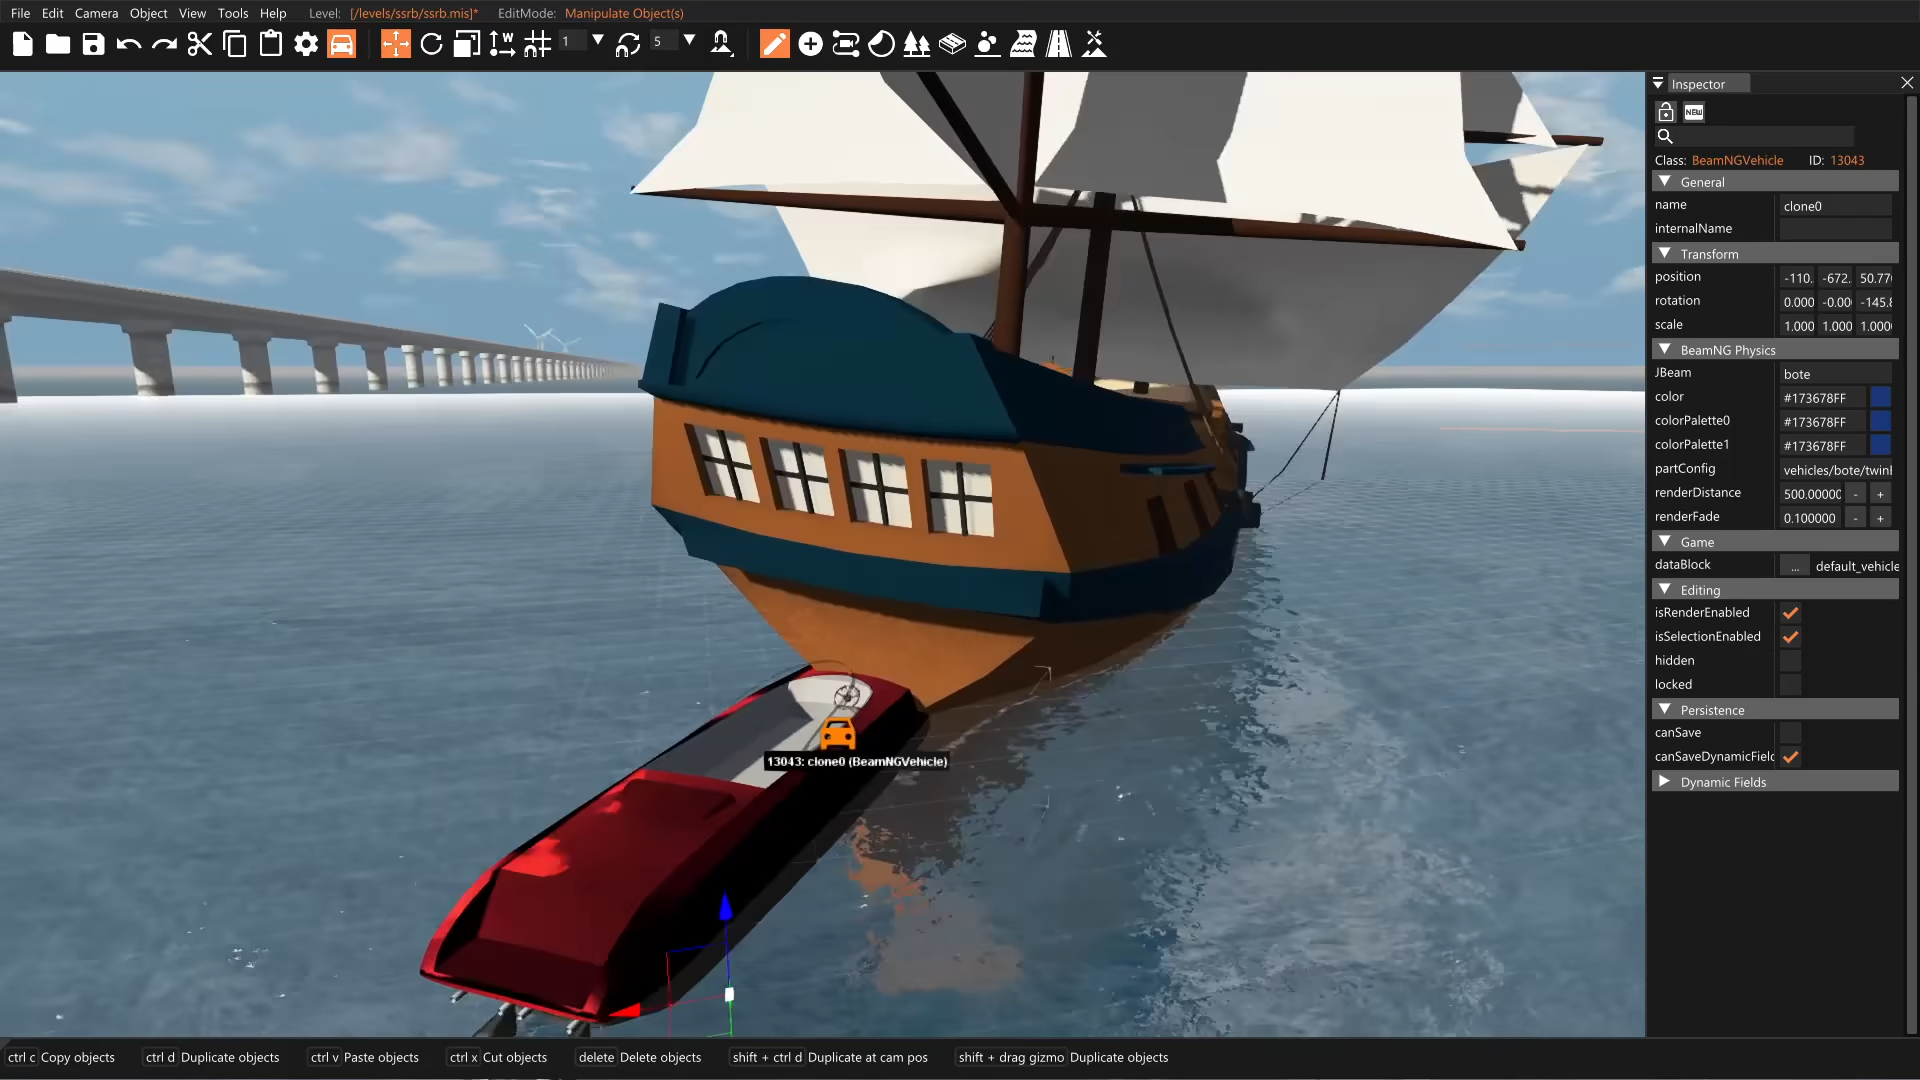 File Edit Camera Object View Tools Help Level: [/levels/ssrb/ssrb.mis]* EditMode: Manipulate Object(s)
W 1 5
Inspector
NEW
Class: BeamNGVehicle ID: 13043
General
name clone0
internalName
Transform
position -110. -672. 50.77
rotation 0.000 -0.00 -145.8
scale 1.000 1.000 1.000
BeamNG Physics
JBeam bote
color #173678FF
colorPalette0 #173678FF
colorPalette1 #173678FF
partConfig vehicles/bote/twin
renderDistance 500.00000 - +
renderFade 0.100000 - +
Game
dataBlock ... default_vehicle
Editing
isRenderEnabled
isSelectionEnabled
hidden
locked
Persistence
canSave
canSaveDynamicFiel
Dynamic Fields
13043: clone0 (BeamNGVehicle)
ctrl c Copy objects ctrl d Duplicate objects ctrl v Paste objects ctrl x Cut objects delete Delete objects shift + ctrl d Duplicate at cam pos shift + drag gizmo Duplicate objects